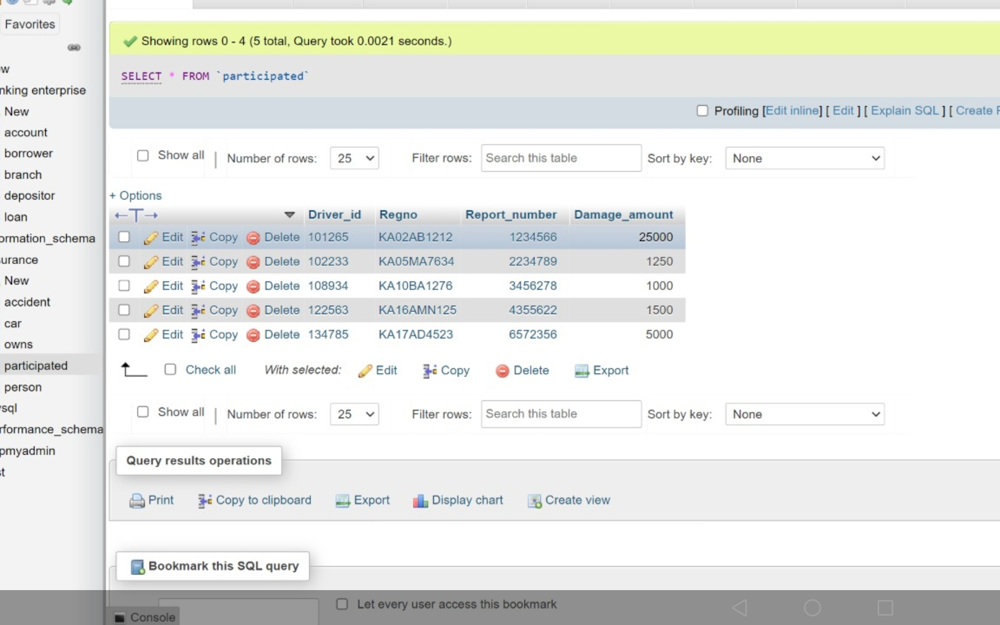 Favorites
w
nking enterprise
New
account
borrower
branch
depositor
loan
ormation_schema
surance
New
accident
car
owns
participated
person
sql
rformance_schema
pmyadmin
st
Showing rows 0 - 4 (5 total, Query took 0.0021 seconds.)
SELECT * FROM `participated`
Profiling [Edit inline] [ Edit ] [ Explain SQL ] [ Create P
Show all | Number of rows: 25 Filter rows: Search this table Sort by key: None
+ Options
←T→ Driver_id Regno Report_number Damage_amount
Edit Copy Delete 101265 KA02AB1212 1234566 25000
Edit Copy Delete 102233 KA05MA7634 2234789 1250
Edit Copy Delete 108934 KA10BA1276 3456278 1000
Edit Copy Delete 122563 KA16AMN125 4355622 1500
Edit Copy Delete 134785 KA17AD4523 6572356 5000
Check all With selected: Edit Copy Delete Export
Show all | Number of rows: 25 Filter rows: Search this table Sort by key: None
Query results operations
Print Copy to clipboard Export Display chart Create view
Bookmark this SQL query
Let every user access this bookmark
Console